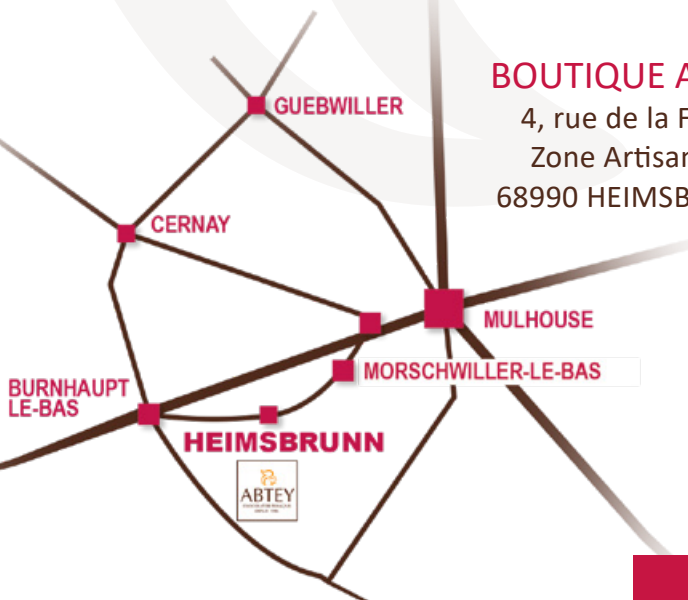 BOUTIQUE A
4, rue de la F
Zone Artisan
68990 HEIMSB
GUEBWILLER
CERNAY
MULHOUSE
MORSCHWILLER-LE-BAS
BURNHAUPT
LE-BAS
HEIMSBRUNN
ABTEY